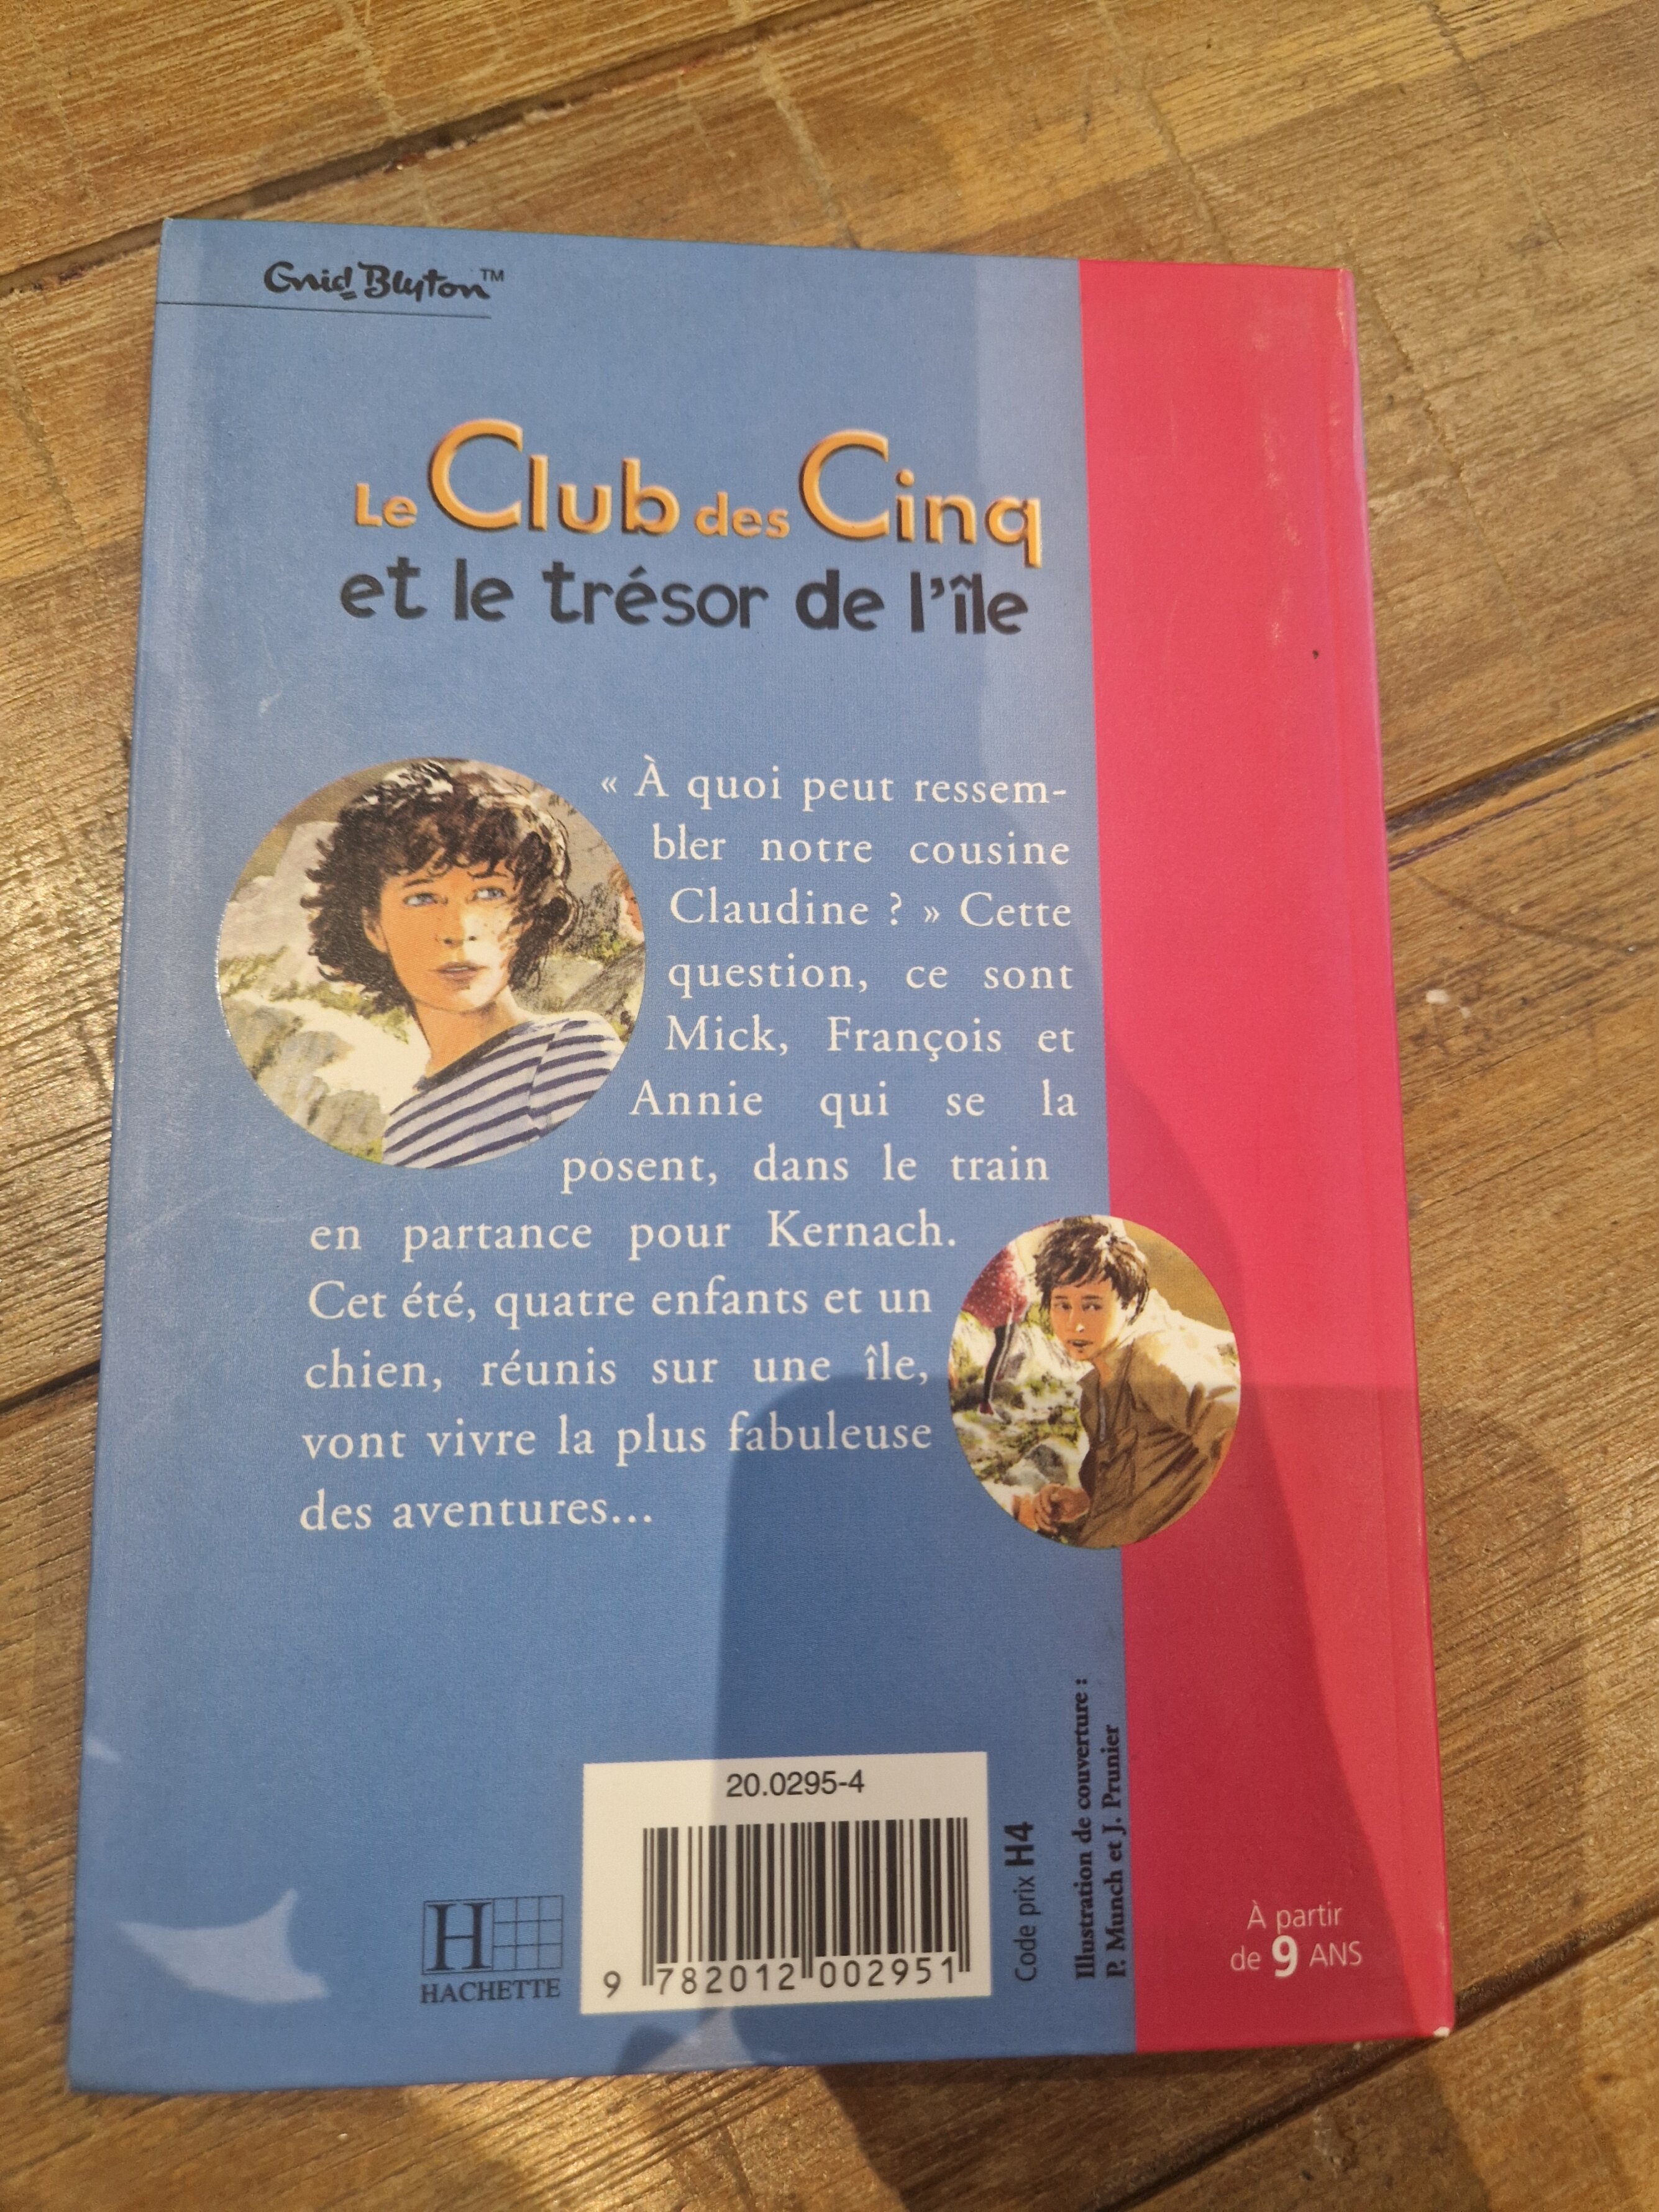 Enid Blyton™
Le Club des Cinq
et le trésor de l'île
« À quoi peut ressem-
bler notre cousine
Claudine ? » Cette
question, ce sont
Mick, François et
Annie qui se la
posent, dans le train
en partance pour Kernach.
Cet été, quatre enfants et un
chien, réunis sur une île,
vont vivre la plus fabuleuse
des aventures...
H
HACHETTE
20.0295-4
9 782012 002951
Code prix H4
Illustration de couverture :
P. Munch et J. Prunier
À partir
de 9 ANS